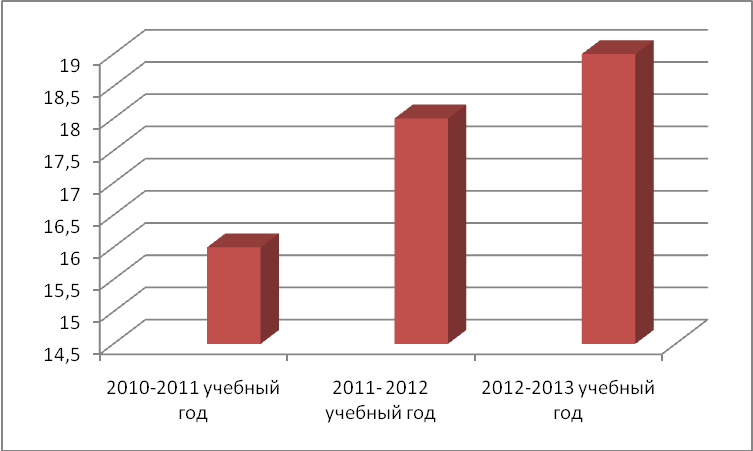 19
18,5
18
17,5
17
16,5
16
15,5
15
14,5
2010-2011 учебный
год
2011- 2012
учебный год
2012-2013 учебный
год